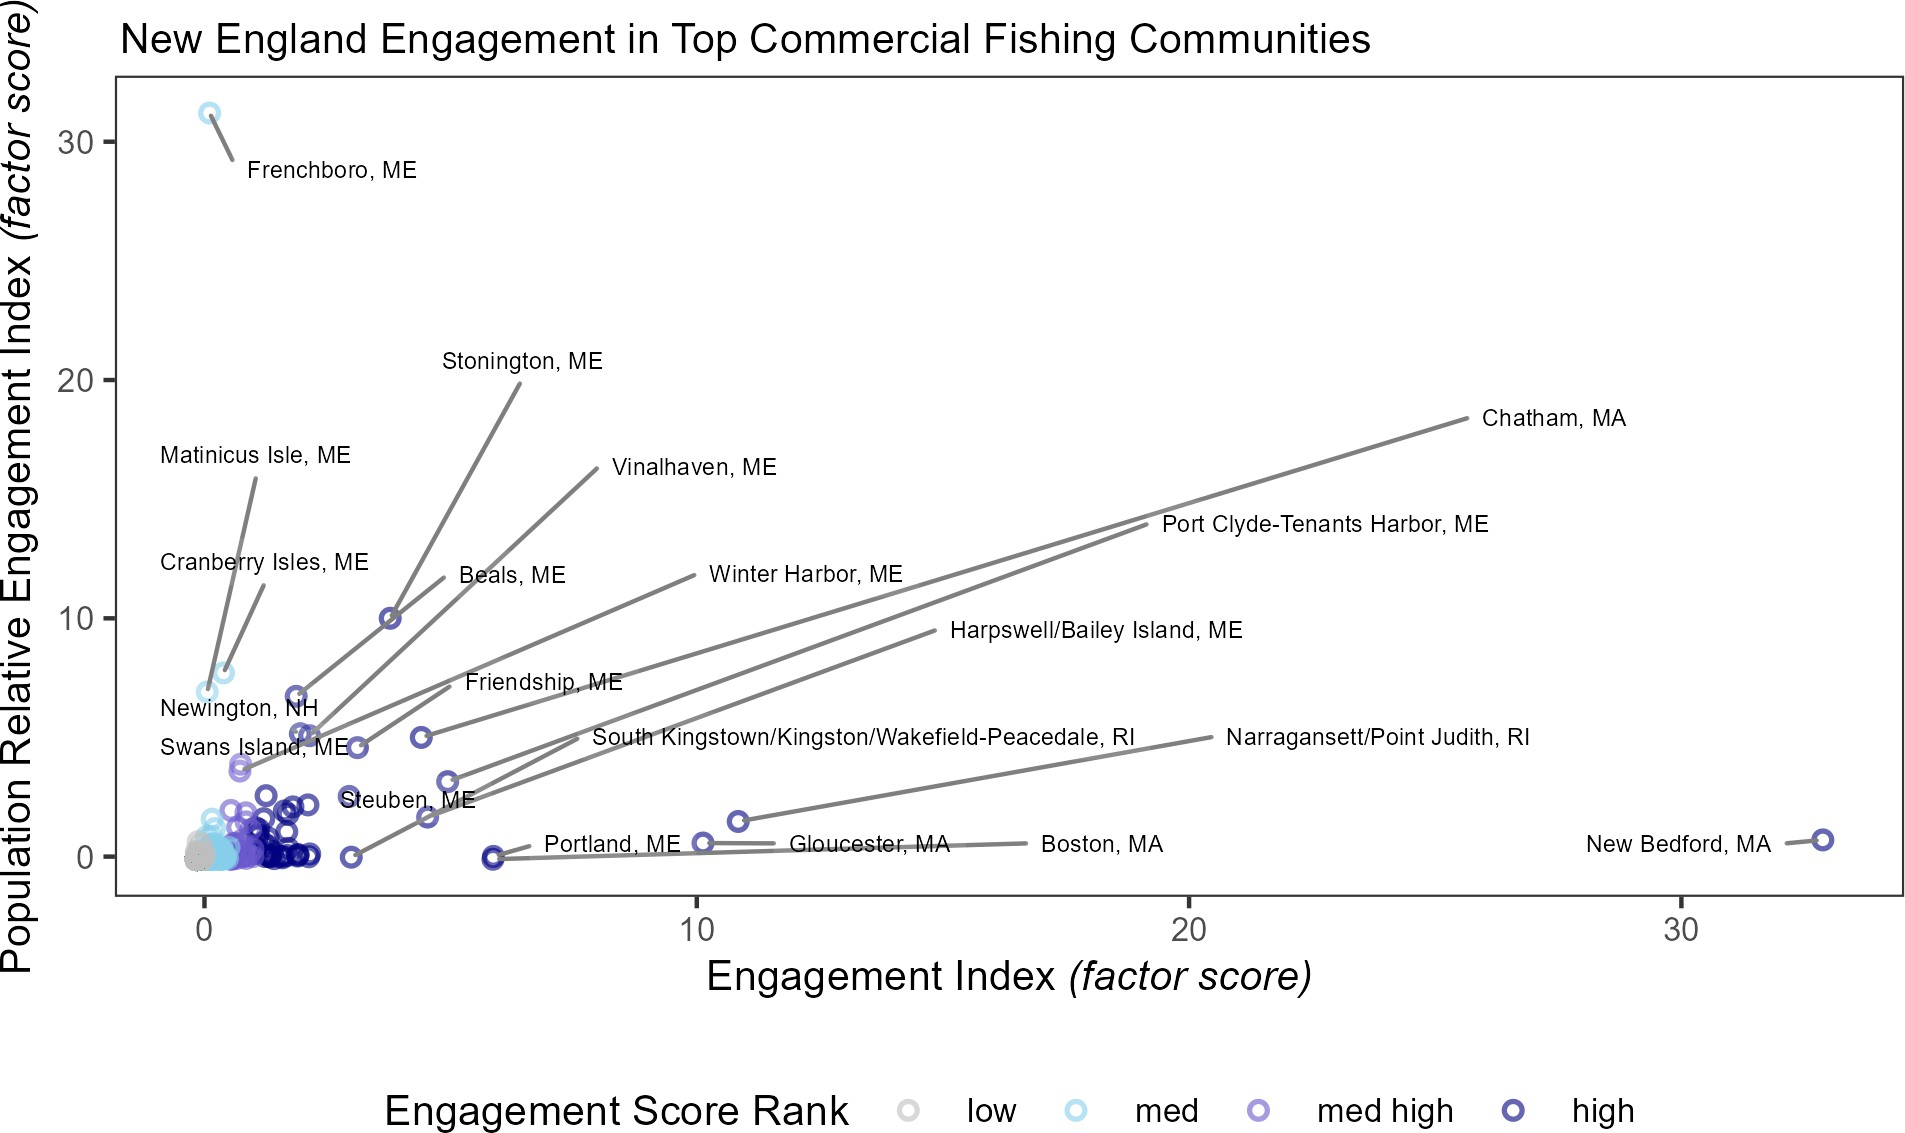 New England Engagement in Top Commercial Fishing Communities
Population Relative Engagement Index (factor score)
30
20
10
0
Frenchboro, ME
Stonington, ME
Chatham, MA
Matinicus Isle, ME
Vinalhaven, ME
Port Clyde-Tenants Harbor, ME
Cranberry Isles, ME
Beals, ME
Winter Harbor, ME
Harpswell/Bailey Island, ME
Friendship, ME
Newington, NH
South Kingstown/Kingston/Wakefield-Peacedale, RI
Narragansett/Point Judith, RI
Swans Island, ME
Steuben, ME
Portland, ME
Gloucester, MA
Boston, MA
New Bedford, MA
0
10
20
30
Engagement Index (factor score)
Engagement Score Rank
low
med
med high
high